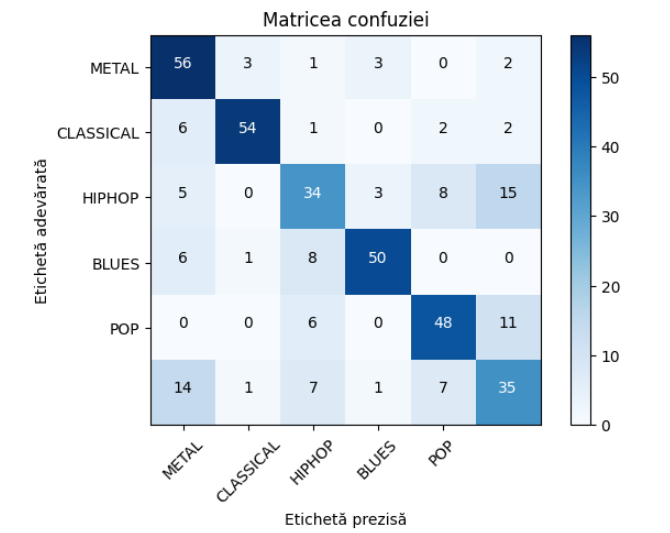 Matricea confuziei
METAL 56 3 1 3 0 2
CLASSICAL 6 54 1 0 2 2
HIPHOP 5 0 34 3 8 15
BLUES 6 1 8 50 0 0
POP 0 0 6 0 48 11
14 1 7 1 7 35
METAL CLASSICAL HIPHOP BLUES POP
Etichetă prezisă
Etichetă adevărată
50
40
30
20
10
0